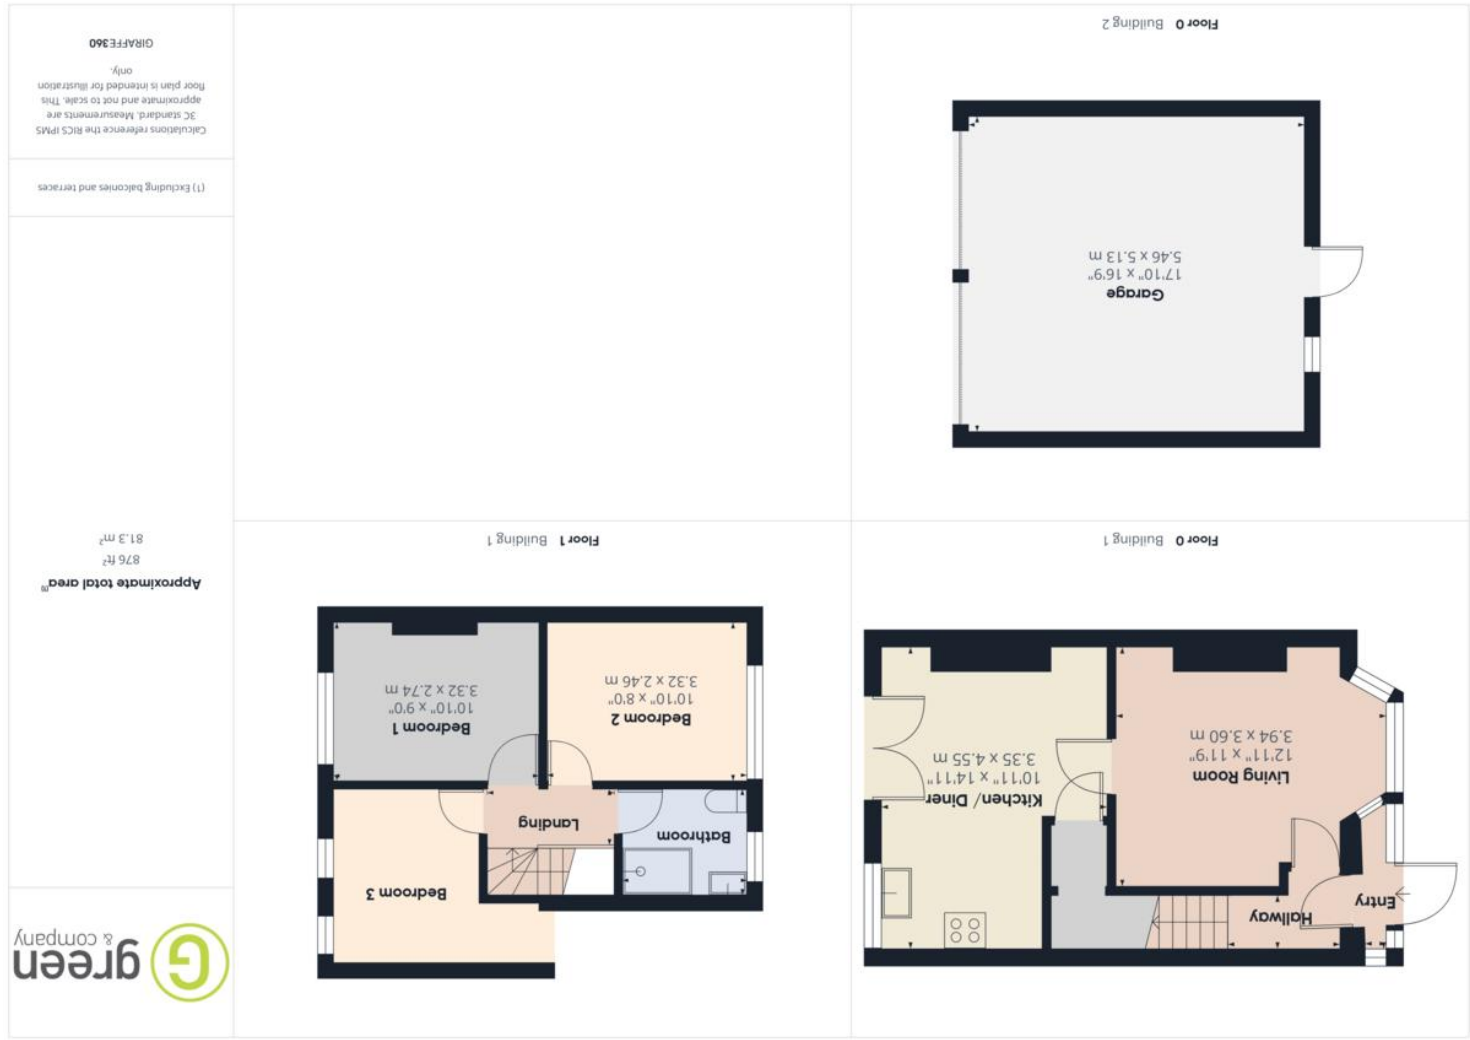 green
& company
Approximate total area⁽¹⁾
876 ft²
81.3 m²
(1) Excluding balconies and terraces
Calculations reference the RICS IPMS
3C standard. Measurements are
approximate and not to scale. This
floor plan is intended for illustration
only.
GIRAFFE360
Entry
Hallway
Living Room
12'11" x 11'9"
3.94 x 3.60 m
Kitchen/ Diner
10'11" x 14'11"
3.35 x 4.55 m
Floor 0 Building 1
Bedroom 3
Bathroom
Landing
Bedroom 2
10'10" x 8'0"
3.32 x 2.46 m
Bedroom 1
10'10" x 9'0"
3.32 x 2.74 m
Floor 1 Building 1
Garage
17'10" x 16'9"
5.46 x 5.13 m
Floor 0 Building 2